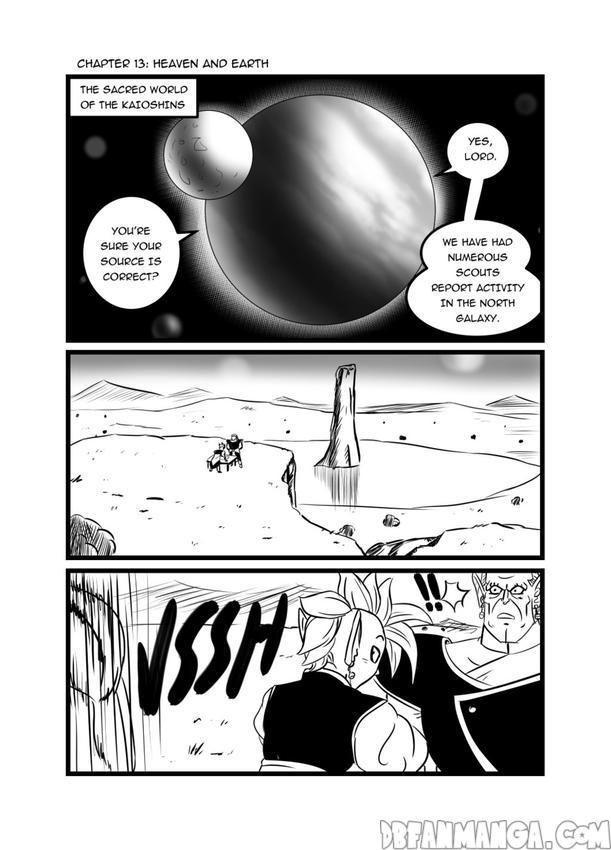 CHAPTER 13: HEAVEN AND EARTH
THE SACRED WORLD
OF THE KAIOSHINS
YES,
LORD.
YOU'RE
SURE YOUR
SOURCE IS
CORRECT?
WE HAVE HAD
NUMEROUS
SCOUTS
REPORT ACTIVITY
IN THE NORTH
GALAXY.
VSSH
!!
DBFANMANGA.COM